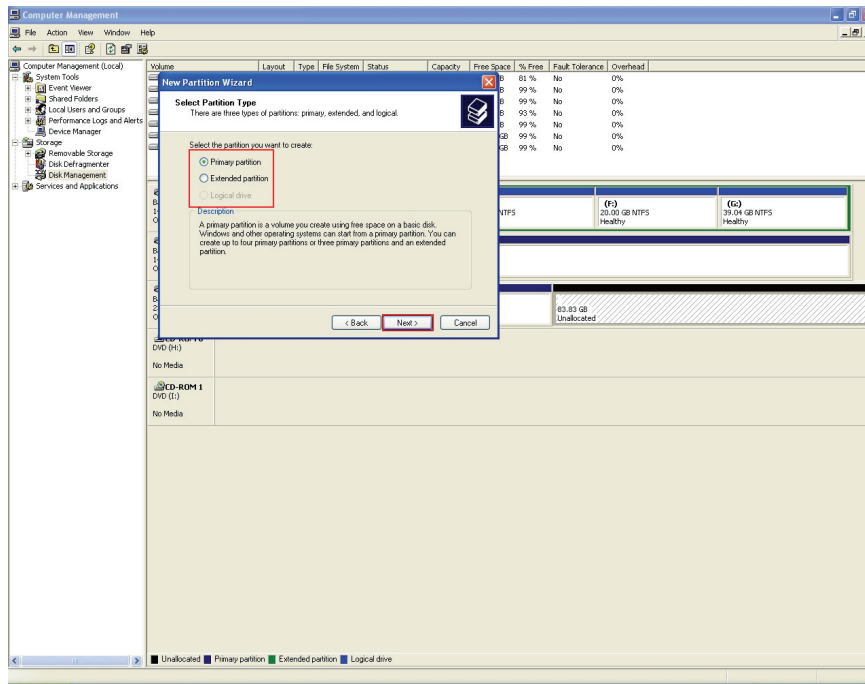 Computer Management
File Action View Window Help
Computer Management (Local)
System Tools
Event Viewer
Shared Folders
Local Users and Groups
Performance Logs and Alerts
Device Manager
Storage
Removable Storage
Disk Defragmenter
Disk Management
Services and Applications
Volume Layout Type File System Status Capacity Free Space % Free Fault Tolerance Overhead
B 81 % No 0%
B 99 % No 0%
B 99 % No 0%
B 93 % No 0%
B 99 % No 0%
GB 99 % No 0%
GB 99 % No 0%
New Partition Wizard
Select Partition Type
There are three types of partitions: primary, extended, and logical.
Select the partition you want to create:
Primary partition
Extended partition
Logical drive
Description
A primary partition is a volume you create using free space on a basic disk.
Windows and other operating systems can start from a primary partition. You can
create up to four primary partitions or three primary partitions and an extended
partition.
< Back Next > Cancel
NTFS
(F:)
20.00 GB NTFS
Healthy
(G:)
39.04 GB NTFS
Healthy
83.83 GB
Unallocated
DVD (H:)
No Media
CD-ROM 1
DVD (I:)
No Media
Unallocated Primary partition Extended partition Logical drive